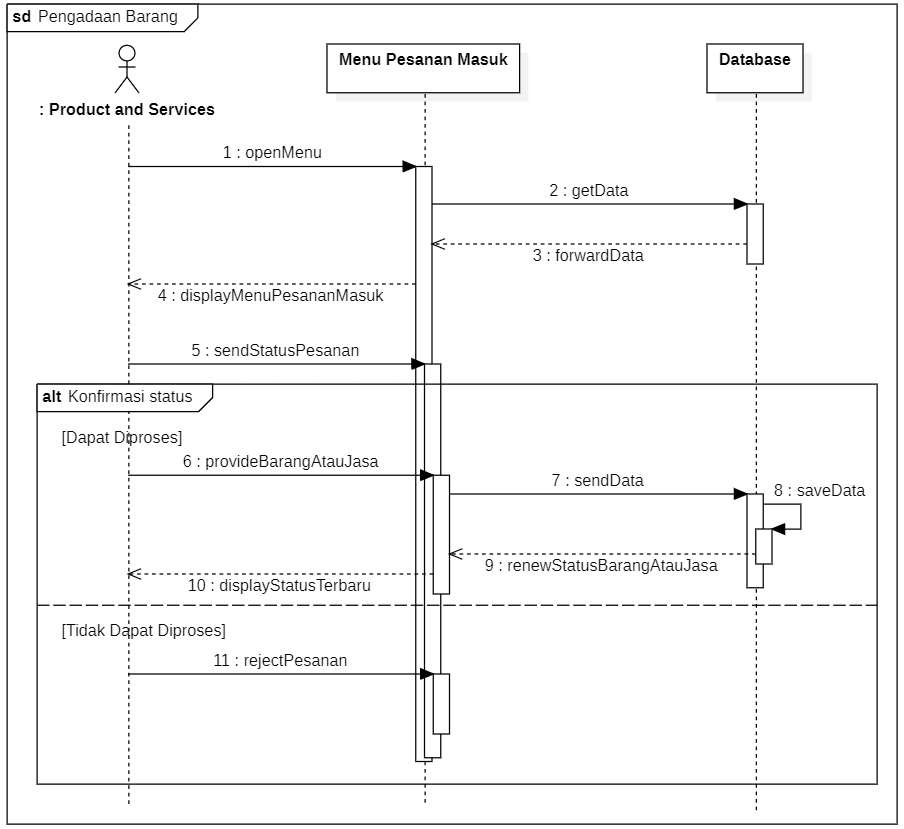 sd Pengadaan Barang
: Product and Services
Menu Pesanan Masuk
Database
1 : openMenu
2 : getData
3 : forwardData
4 : displayMenuPesananMasuk
5 : sendStatusPesanan
alt Konfirmasi status
[Dapat Diproses]
6 : provideBarangAtauJasa
7 : sendData
8 : saveData
9 : renewStatusBarangAtauJasa
10 : displayStatusTerbaru
[Tidak Dapat Diproses]
11 : rejectPesanan